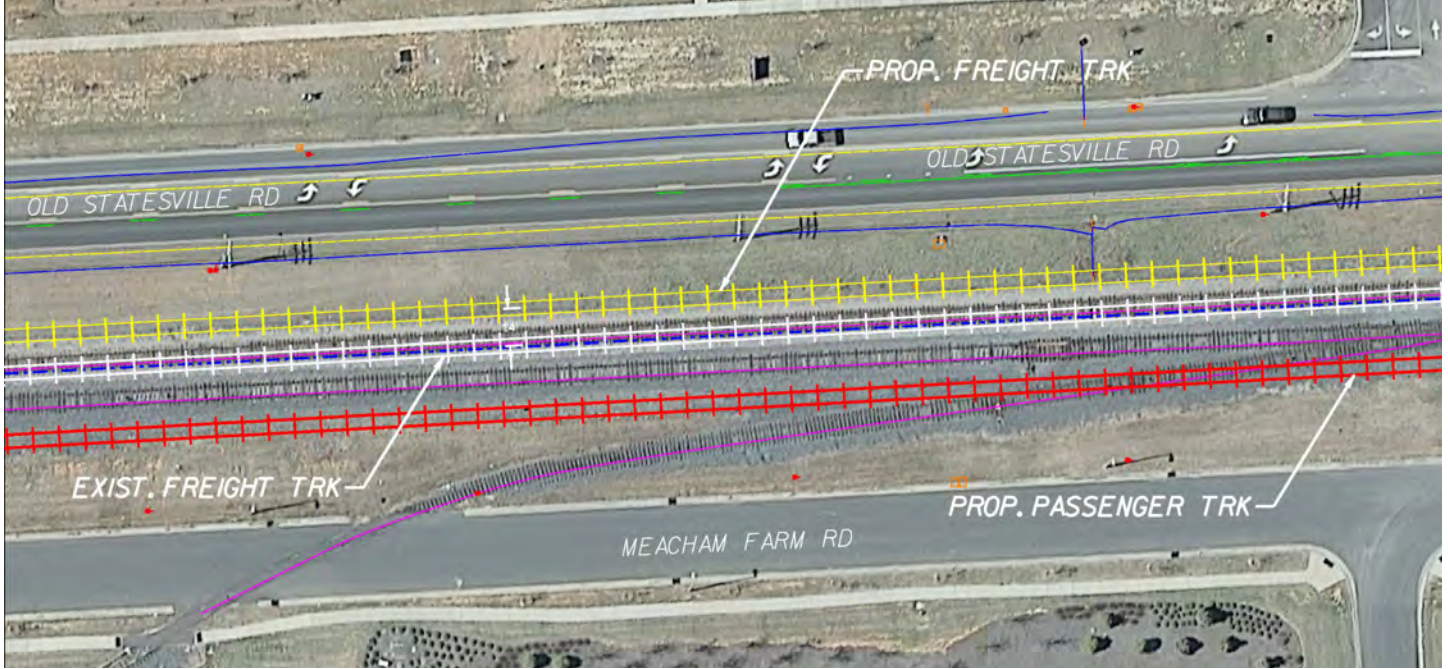 PROP. FREIGHT TRK
OLD STATESVILLE RD
OLD STATESVILLE RD
EXIST. FREIGHT TRK
PROP. PASSENGER TRK
MEACHAM FARM RD